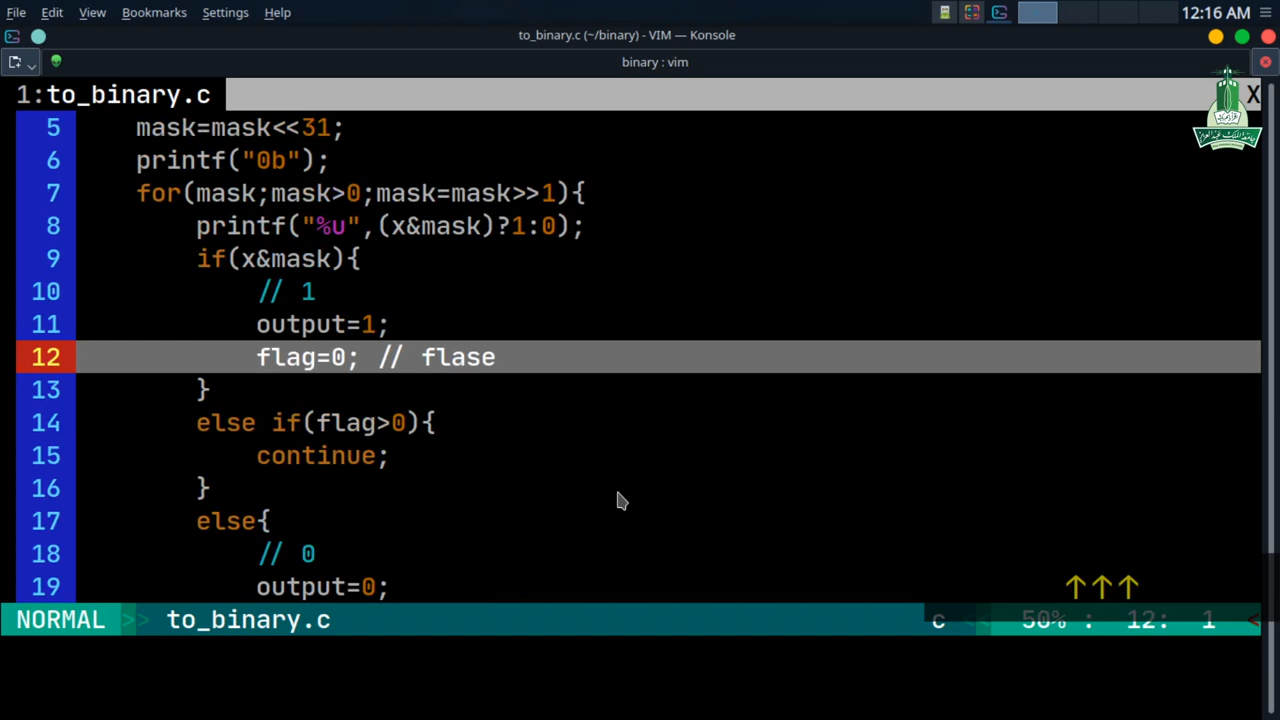 File Edit View Bookmarks Settings Help
12:16 AM
to_binary.c (~/binary) - VIM — Konsole
binary : vim
1:to_binary.c X
5 mask=mask<<31;
6 printf("0b");
7 for(mask;mask>0;mask=mask>>1){
8 printf("%u",(x&mask)?1:0);
9 if(x&mask){
10 // 1
11 output=1;
12 flag=0; // flase
13 }
14 else if(flag>0){
15 continue;
16 }
17 else{
18 // 0
19 output=0;
↑↑↑
NORMAL >> to_binary.c c << 50% : 12: 1 <